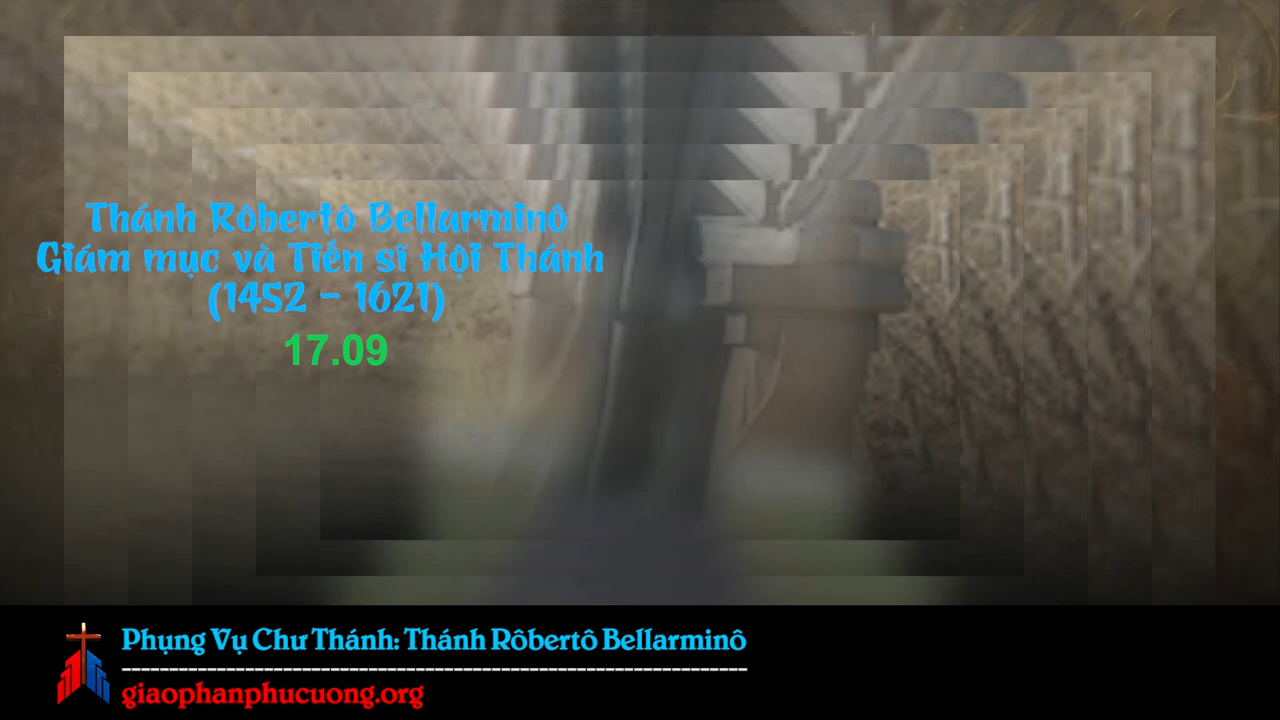 Thánh Rôbertô Bellarminô
Giám mục và Tiến sĩ Hội Thánh
(1452 - 1621)
17.09
Phụng Vụ Chư Thánh: Thánh Rôbertô Bellarminô
giaophanphucuong.org